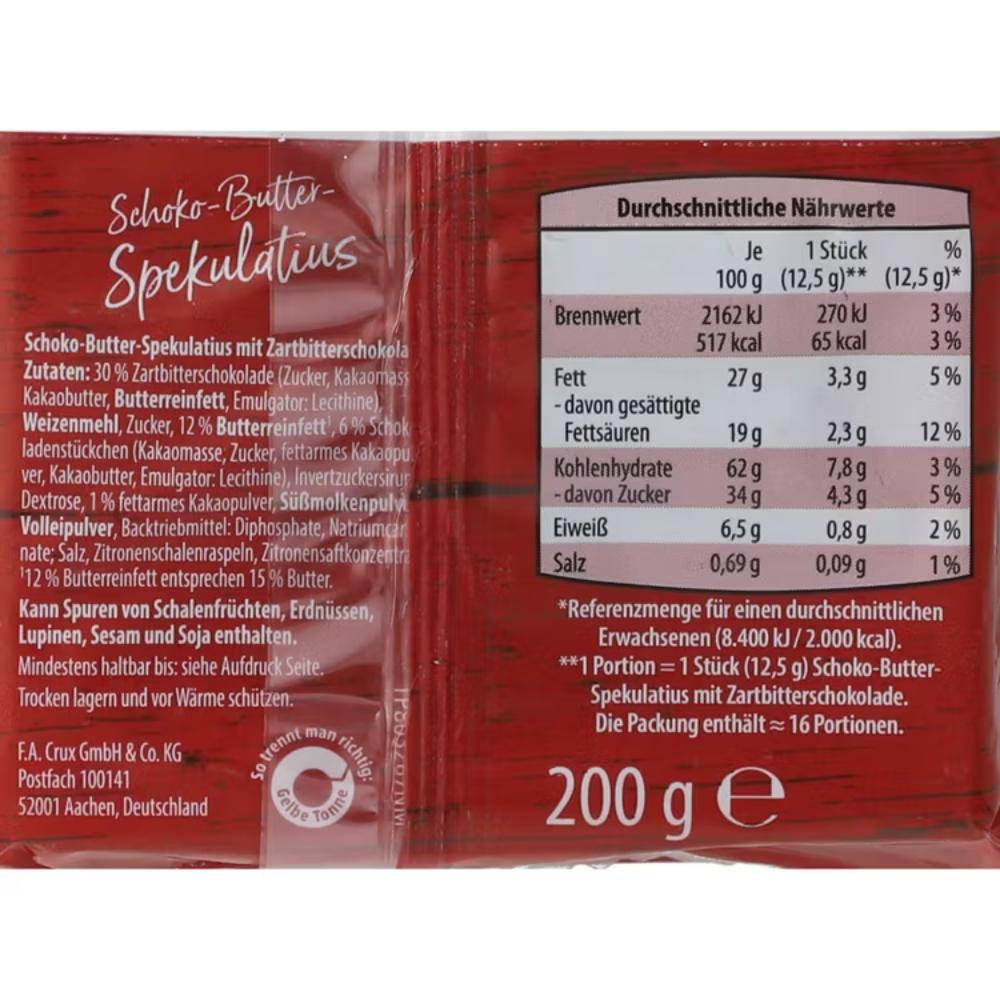 Schoko-Butter-
Spekulatius
Schoko-Butter-Spekulatius mit Zartbitterschokola
Zutaten: 30 % Zartbitterschokolade (Zucker, Kakaomass
Kakaobutter, Butterreinfett, Emulgator: Lecithine),
Weizenmehl, Zucker, 12 % Butterreinfett¹, 6 % Schok
ladenstückchen (Kakaomasse, Zucker, fettarmes Kakaopu
ver, Kakaobutter, Emulgator: Lecithine), Invertzuckersirup
Dextrose, 1 % fettarmes Kakaopulver, Süßmolkenpulv
Volleipulver, Backtriebmittel: Diphosphate, Natriumcar
nate; Salz, Zitronenschalenraspeln, Zitronensaftkonzentra
¹12 % Butterreinfett entsprechen 15 % Butter.
Kann Spuren von Schalenfrüchten, Erdnüssen,
Lupinen, Sesam und Soja enthalten.
Mindestens haltbar bis: siehe Aufdruck Seite.
Trocken lagern und vor Wärme schützen.
F.A. Crux GmbH & Co. KG
Postfach 100141
52001 Aachen, Deutschland
So trennt man richtig:
Gelbe Tonne
Durchschnittliche Nährwerte
Je 1 Stück %
100 g (12,5 g)** (12,5 g)*
Brennwert 2162 kJ 270 kJ 3 %
517 kcal 65 kcal 3 %
Fett 27 g 3,3 g 5 %
- davon gesättigte
Fettsäuren 19 g 2,3 g 12 %
Kohlenhydrate 62 g 7,8 g 3 %
- davon Zucker 34 g 4,3 g 5 %
Eiweiß 6,5 g 0,8 g 2 %
Salz 0,69 g 0,09 g 1 %
*Referenzmenge für einen durchschnittlichen
Erwachsenen (8.400 kJ / 2.000 kcal).
**1 Portion = 1 Stück (12,5 g) Schoko-Butter-
Spekulatius mit Zartbitterschokolade.
Die Packung enthält ≈ 16 Portionen.
200 g ℮